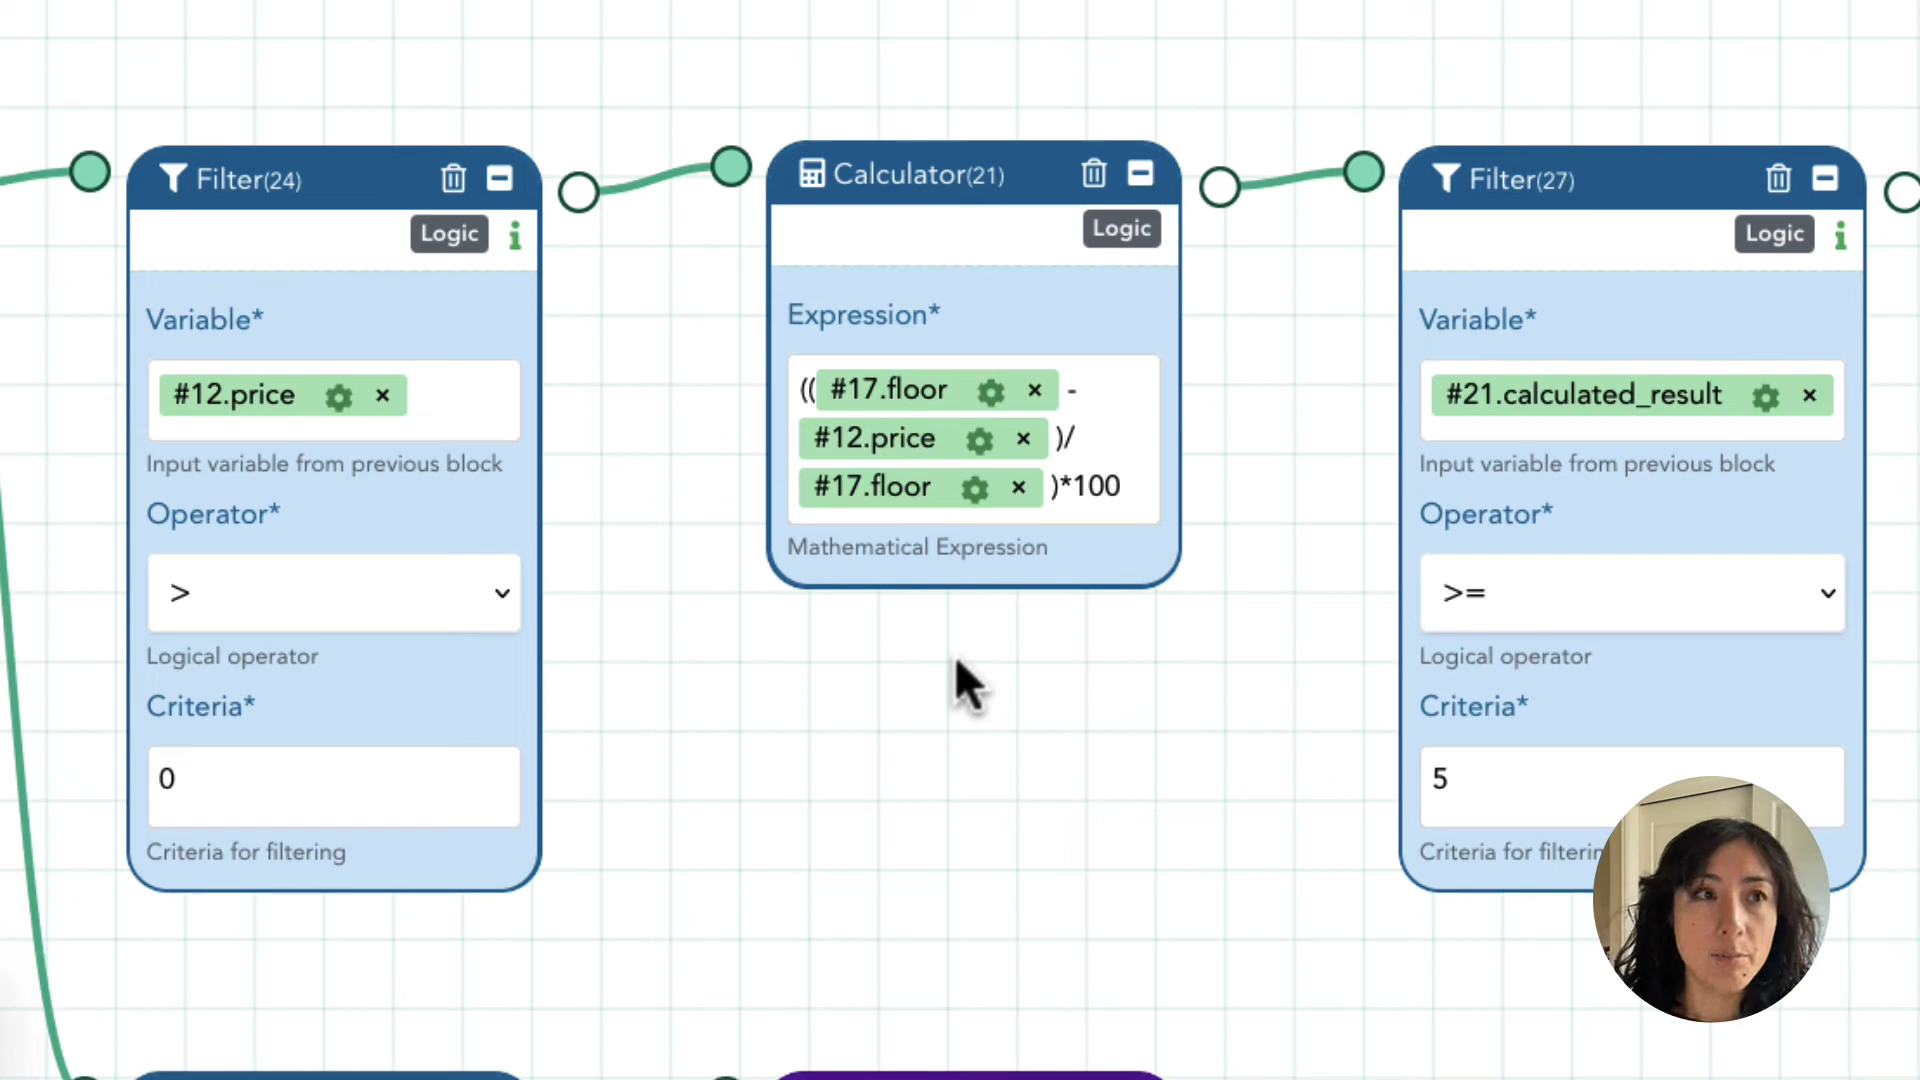 Filter(24)
Logic
Variable*
#12.price ×
Input variable from previous block
Operator*
>
Logical operator
Criteria*
0
Criteria for filtering
Calculator(21)
Logic
Expression*
((#17.floor × -
#12.price × )/
#17.floor × )*100
Mathematical Expression
Filter(27)
Logic
Variable*
#21.calculated_result ×
Input variable from previous block
Operator*
>=
Logical operator
Criteria*
5
Criteria for